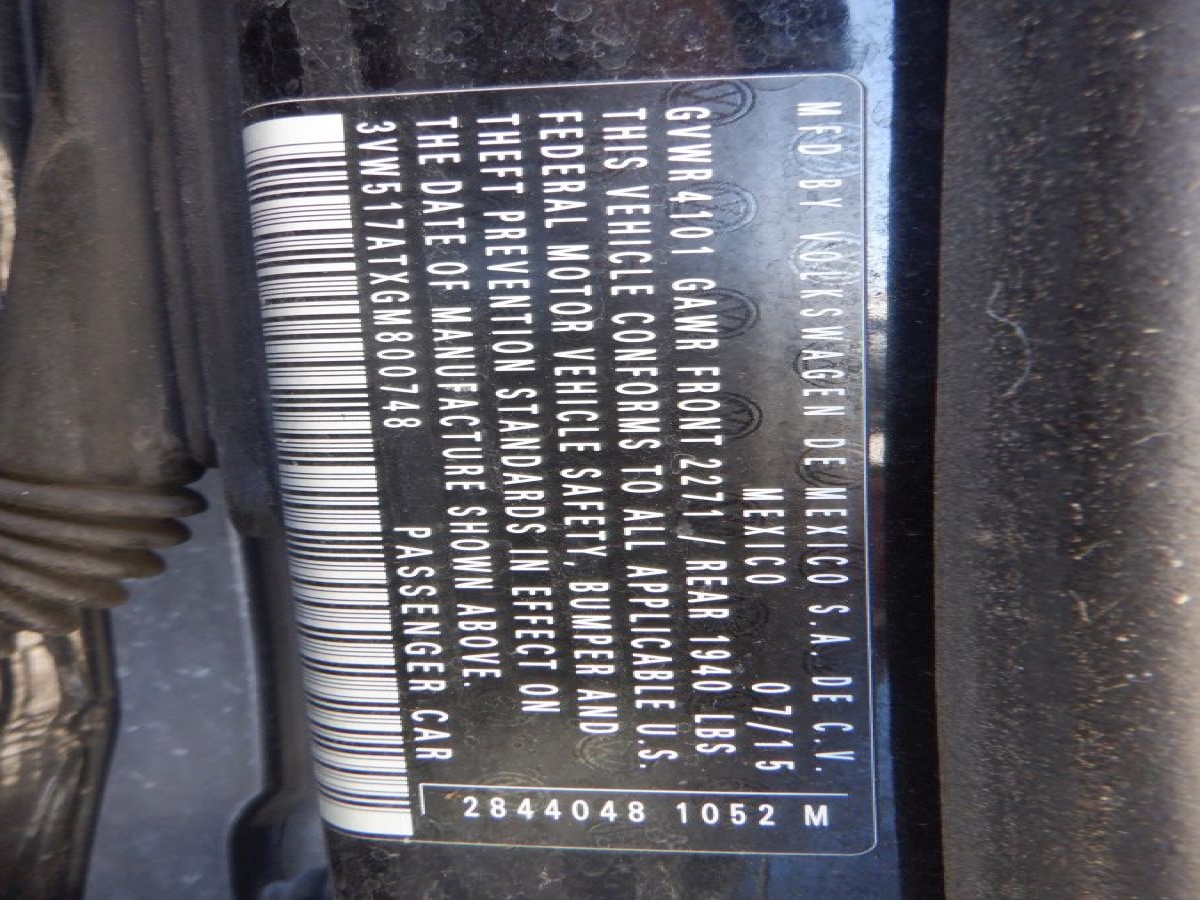 MFD BY VOLKSWAGEN DE MEXICO S.A. DE C.V.
MEXICO 07/15
GVWR4101 GAWR FRONT 2271 / REAR 1940 LBS
THIS VEHICLE CONFORMS TO ALL APPLICABLE U.S.
FEDERAL MOTOR VEHICLE SAFETY, BUMPER AND
THEFT PREVENTION STANDARDS IN EFFECT ON
THE DATE OF MANUFACTURE SHOWN ABOVE.
3VW517ATXGM800748 PASSENGER CAR
2844048 1052 M